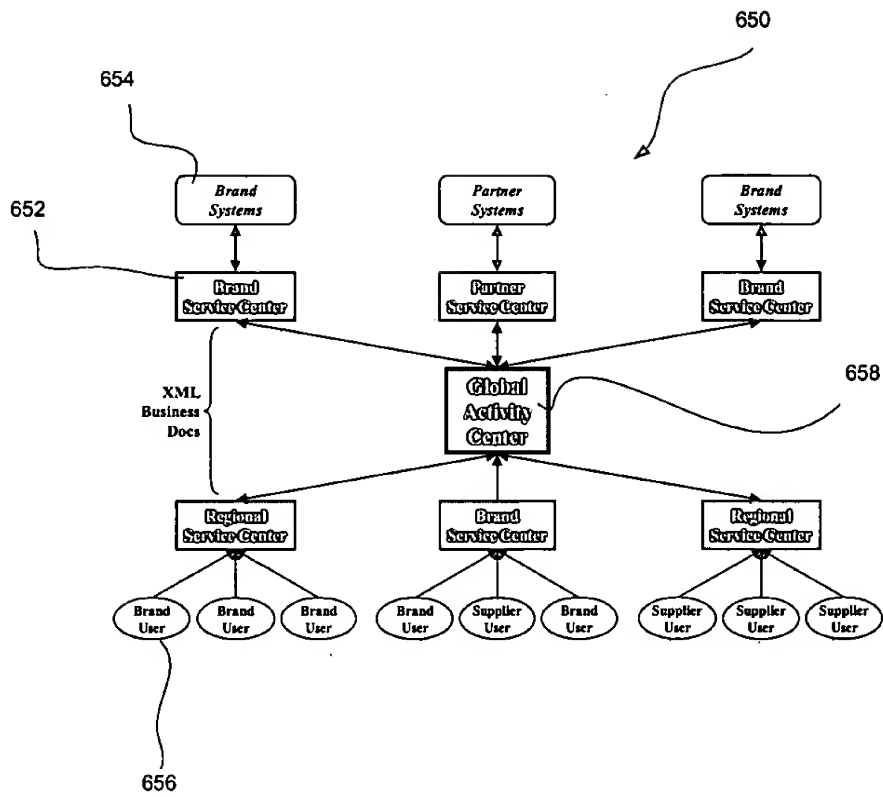 650
654
Brand
Systems
Partner
Systems
Brand
Systems
652
Brand
Service Center
Partner
Service Center
Brand
Service Center
XML
Business
Docs
Global
Activity
Center
658
Regional
Service Center
Brand
Service Center
Regional
Service Center
Brand
User
Brand
User
Brand
User
Brand
User
Supplier
User
Brand
User
Supplier
User
Supplier
User
Supplier
User
656